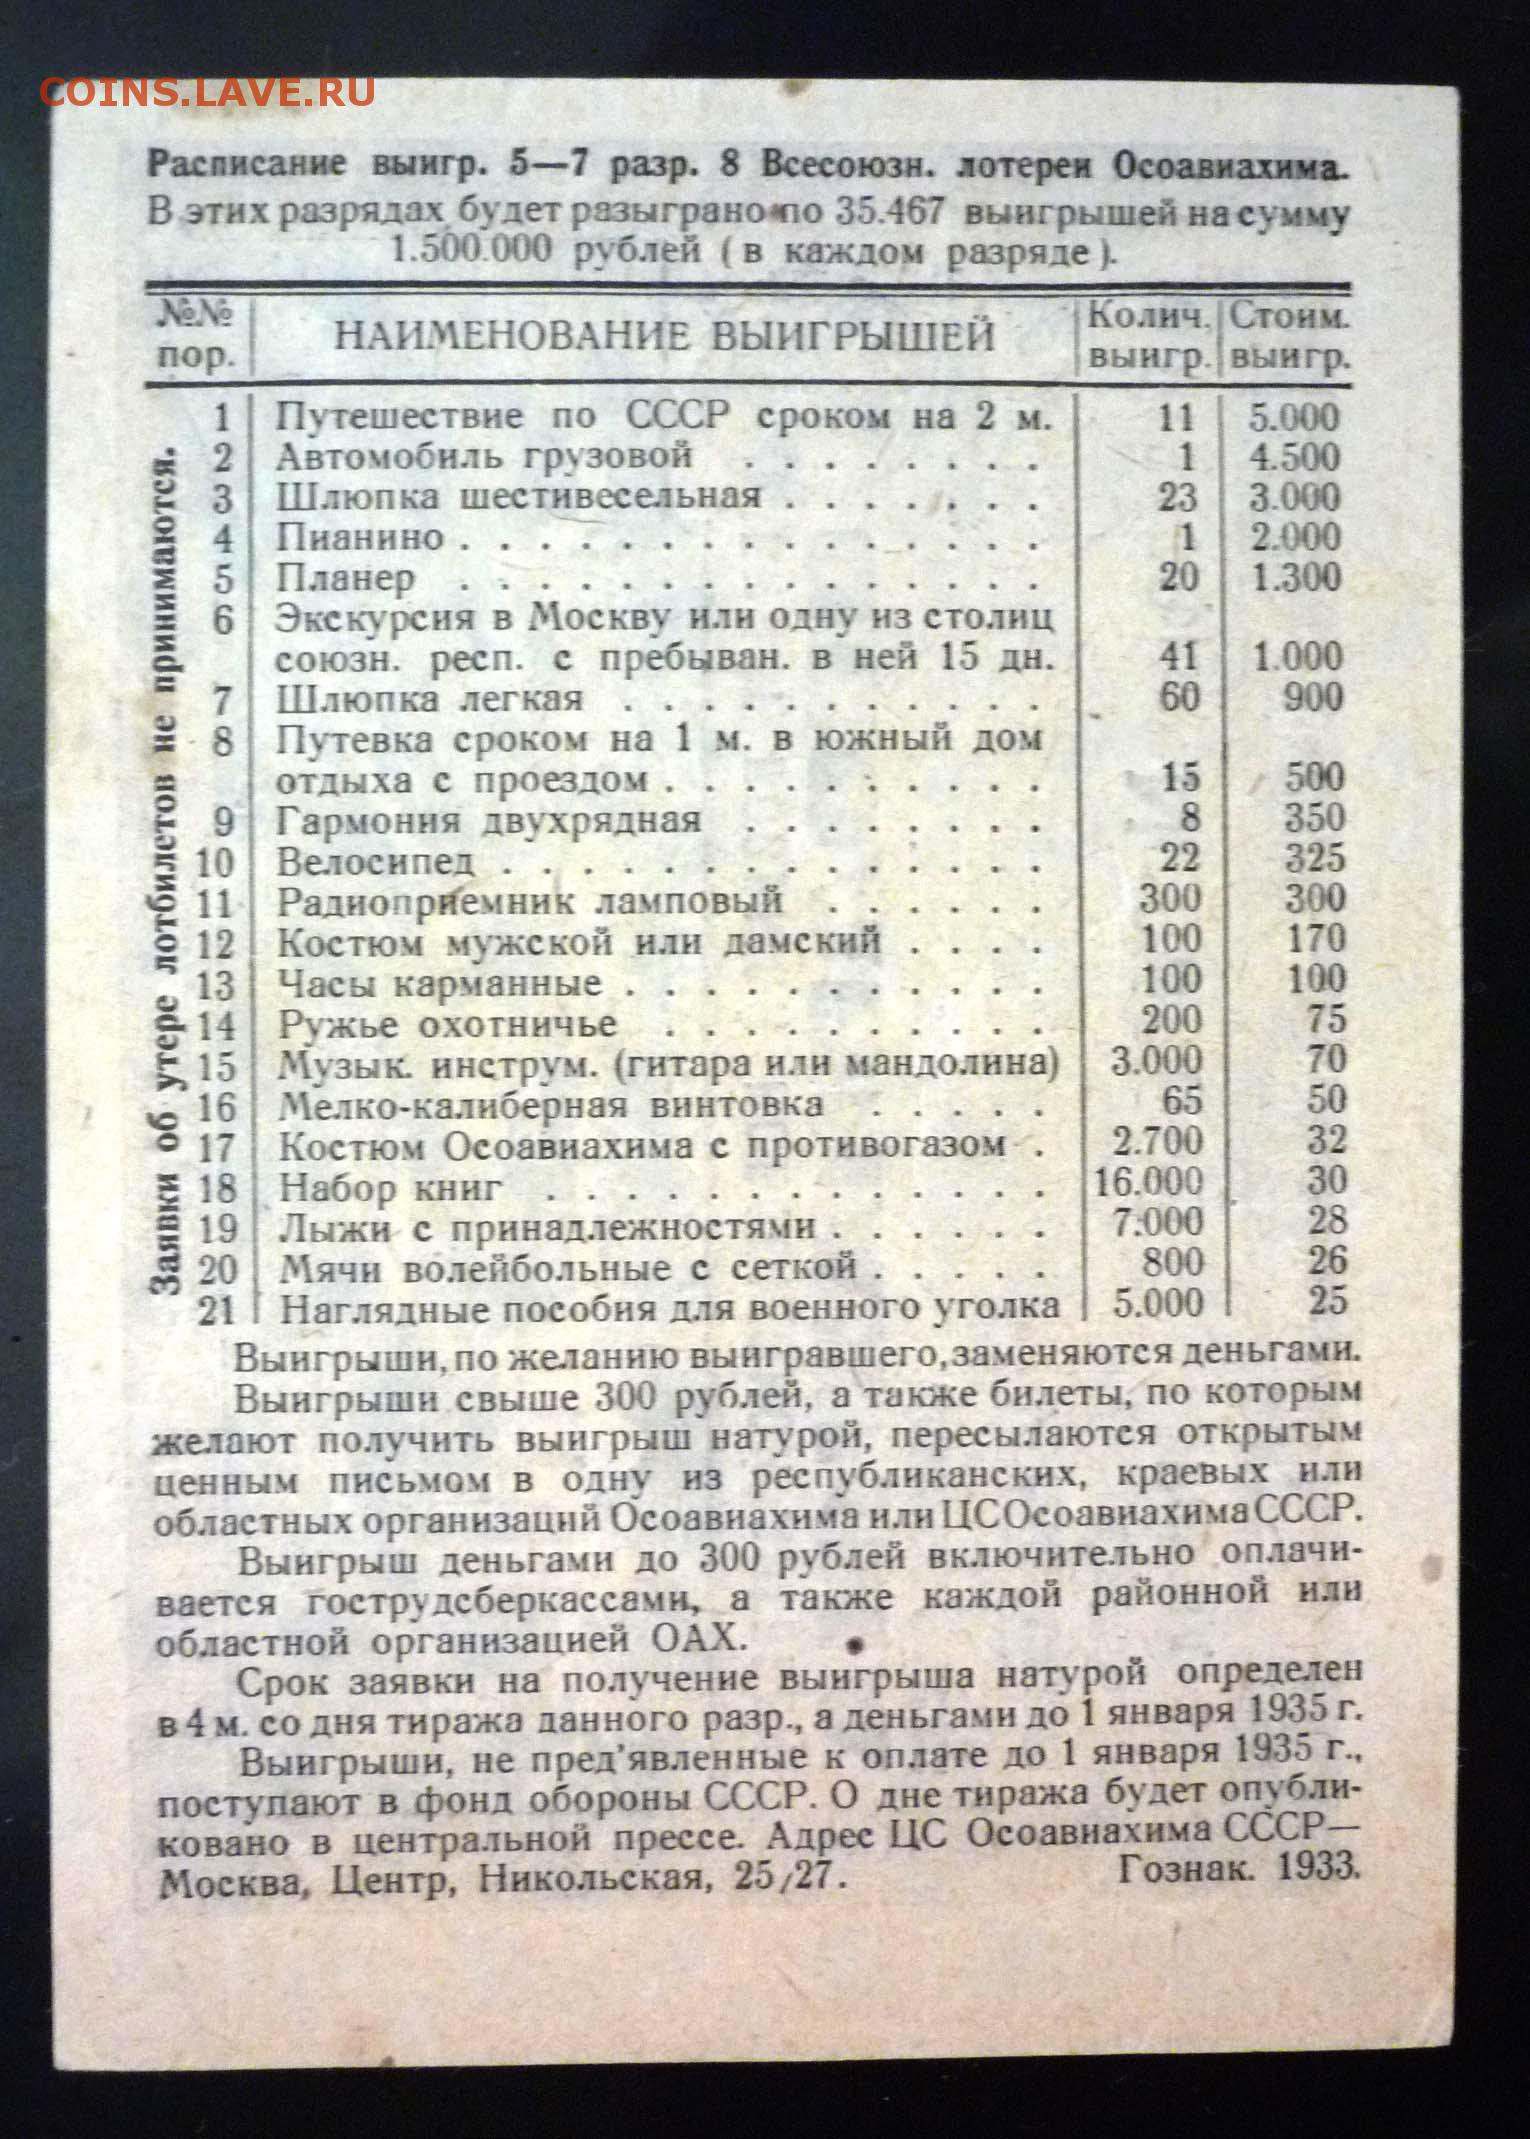 COINS.LAVE.RU
Расписание выигр. 5—7 разр. 8 Всесоюзн. лотереи Осоавиахима.
В этих разрядах будет разыграно по 35.467 выигрышей на сумму
1.500.000 рублей (в каждом разряде).
№№ пор. НАИМЕНОВАНИЕ ВЫИГРЫШЕЙ Колич. выигр. Стоим. выигр.
1 Путешествие по СССР сроком на 2 м. 11 5.000
2 Автомобиль грузовой . . . . . . . . 1 4.500
3 Шлюпка шестивесельная . . . . . . . 23 3.000
4 Пианино . . . . . . . . . . . . . . . 1 2.000
5 Планер . . . . . . . . . . . . . . . 20 1.300
6 Экскурсия в Москву или одну из столиц
союзн. респ. с пребыван. в ней 15 дн. 41 1.000
7 Шлюпка легкая . . . . . . . . . . . 60 900
8 Путевка сроком на 1 м. в южный дом
отдыха с проездом . . . . . . . . . . 15 500
9 Гармония двухрядная . . . . . . . . 8 350
10 Велосипед . . . . . . . . . . . . . . 22 325
11 Радиоприемник ламповый . . . . . . 300 300
12 Костюм мужской или дамский . . . . 100 170
13 Часы карманные . . . . . . . . . . . 100 100
14 Ружье охотничье . . . . . . . . . . 200 75
15 Музык. инструм. (гитара или мандолина) 3.000 70
16 Мелко-калиберная винтовка . . . . . 65 50
17 Костюм Осоавиахима с противогазом . 2.700 32
18 Набор книг . . . . . . . . . . . . . 16.000 30
19 Лыжи с принадлежностями . . . . . . 7.000 28
20 Мячи волейбольные с сеткой . . . . . 800 26
21 Наглядные пособия для военного уголка 5.000 25
Заявки об утере лотбилетов не принимаются.
Выигрыши, по желанию выигравшего, заменяются деньгами.
Выигрыши свыше 300 рублей, а также билеты, по которым
желают получить выигрыш натурой, пересылаются открытым
ценным письмом в одну из республиканских, краевых или
областных организаций Осоавиахима или ЦС Осоавиахима СССР.
Выигрыш деньгами до 300 рублей включительно оплачи-
вается гострудсберкассами, а также каждой районной или
областной организацией ОАХ.
Срок заявки на получение выигрыша натурой определен
в 4 м. со дня тиража данного разр., а деньгами до 1 января 1935 г.
Выигрыши, не пред'явленные к оплате до 1 января 1935 г.,
поступают в фонд обороны СССР. О дне тиража будет опубли-
ковано в центральной прессе. Адрес ЦС Осоавиахима СССР—
Москва, Центр, Никольская, 25/27. Гознак. 1933.